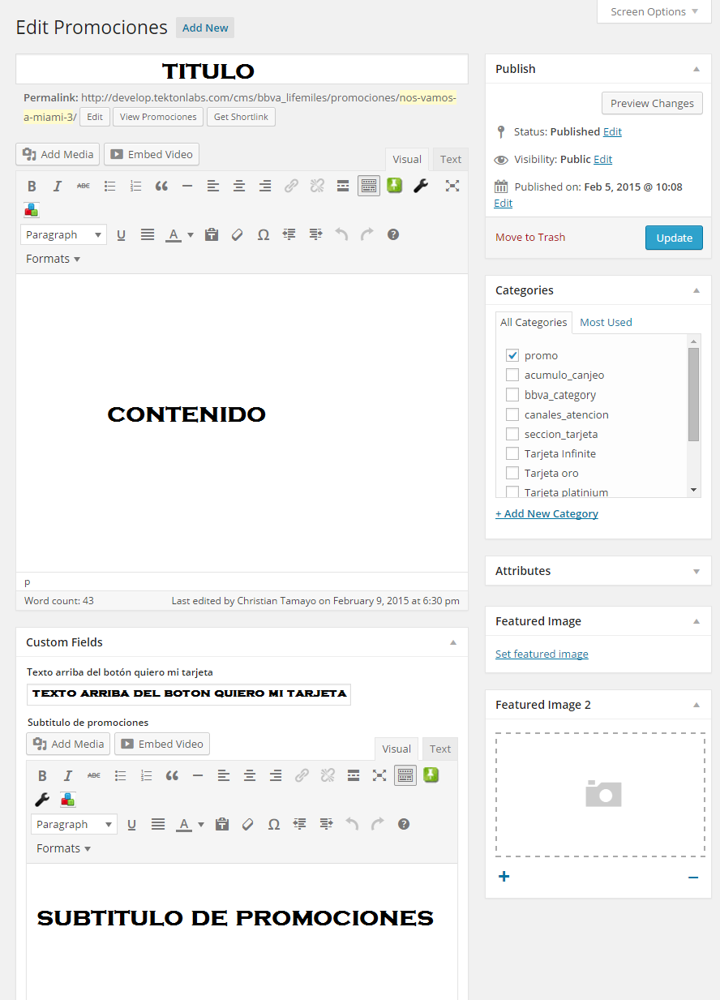 Screen Options
Edit Promociones Add New
TITULO
Permalink: http://develop.tektonlabs.com/cms/bbva_lifemiles/promociones/nos-vamos-
a-miami-3/ Edit View Promociones Get Shortlink
Add Media Embed Video
Visual Text
B I ABC
Paragraph U A Ω ?
Formats
CONTENIDO
p
Word count: 43 Last edited by Christian Tamayo on February 9, 2015 at 6:30 pm
Custom Fields
Texto arriba del botón quiero mi tarjeta
TEXTO ARRIBA DEL BOTON QUIERO MI TARJETA
Subtitulo de promociones
Add Media Embed Video
Visual Text
B I ABC
Paragraph U A Ω ?
Formats
SUBTITULO DE PROMOCIONES
Publish
Preview Changes
Status: Published Edit
Visibility: Public Edit
Published on: Feb 5, 2015 @ 10:08
Edit
Move to Trash Update
Categories
All Categories Most Used
promo
acumulo_canjeo
bbva_category
canales_atencion
seccion_tarjeta
Tarjeta Infinite
Tarjeta oro
Tarjeta platinium
+ Add New Category
Attributes
Featured Image
Set featured image
Featured Image 2